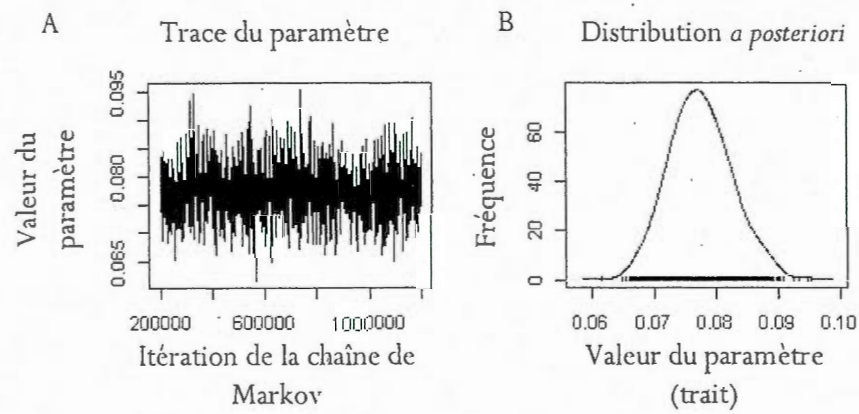 A
Trace du paramètre
Valeur du
paramètre
0.095
0.080
0.065
200000
600000
1000000
Itération de la chaîne de
Markov
B
Distribution a posteriori
Fréquence
60
40
20
0
0.06
0.07
0.08
0.09
0.10
Valeur du paramètre
(trait)